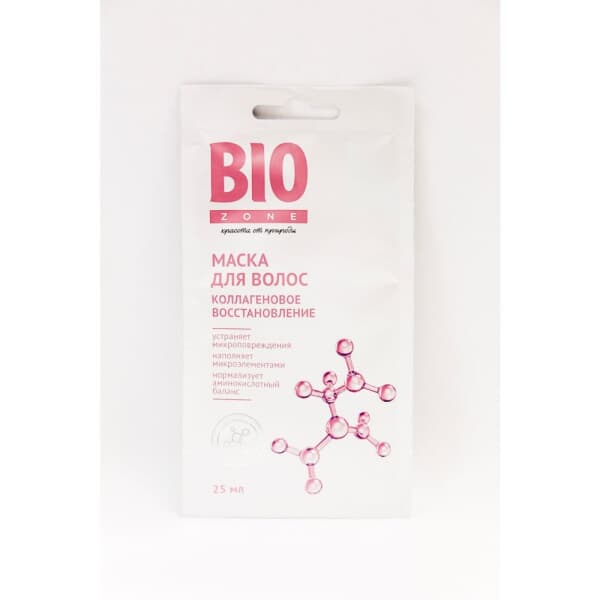 BIO
ZONE
красота от природы
МАСКА
ДЛЯ ВОЛОС
КОЛЛАГЕНОВОЕ
ВОССТАНОВЛЕНИЕ
устраняет
микроповреждения
наполняет
микроэлементами
нормализует
аминокислотный
баланс
25 мл